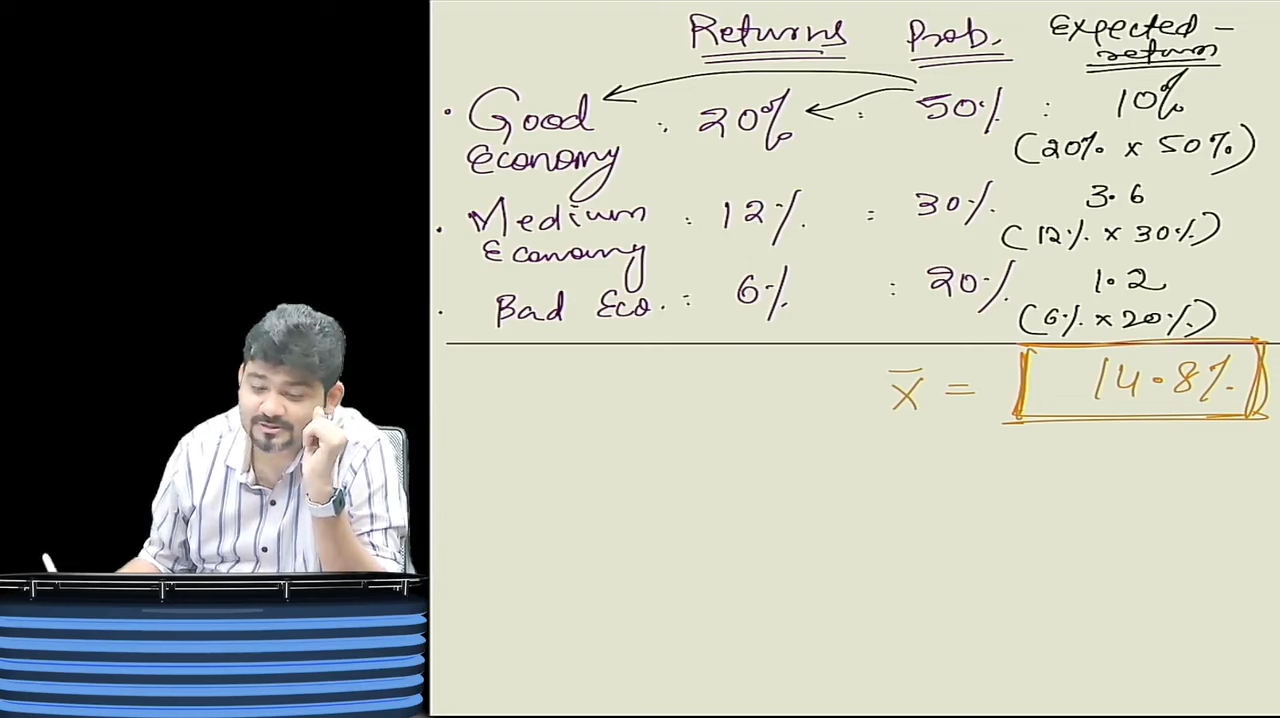 Returns Prob. Expected -
return
• Good : 20% : 50% : 10%
Economy (20% x 50%)
• Medium : 12% : 30% 3.6
Economy (12% x 30%)
• Bad Eco. : 6% : 20% 1.2
(6% x 20%)
x̄ = 14.8%